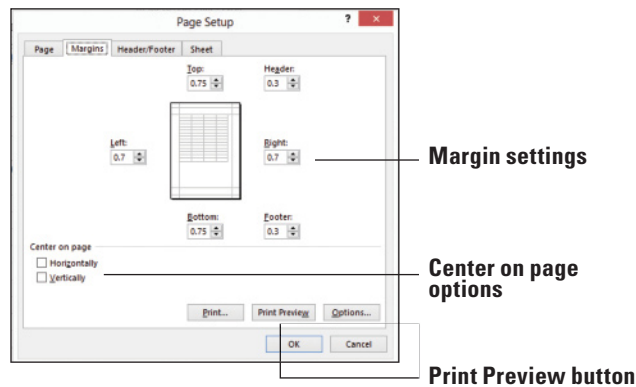 Page Setup ? ×
Page Margins Header/Footer Sheet
Top: Header:
0.75 0.3
Left: Right:
0.7 0.7
Margin settings
Bottom: Footer:
0.75 0.3
Center on page
Horizontally
Vertically
Center on page
options
Print... Print Preview Options...
OK Cancel
Print Preview button